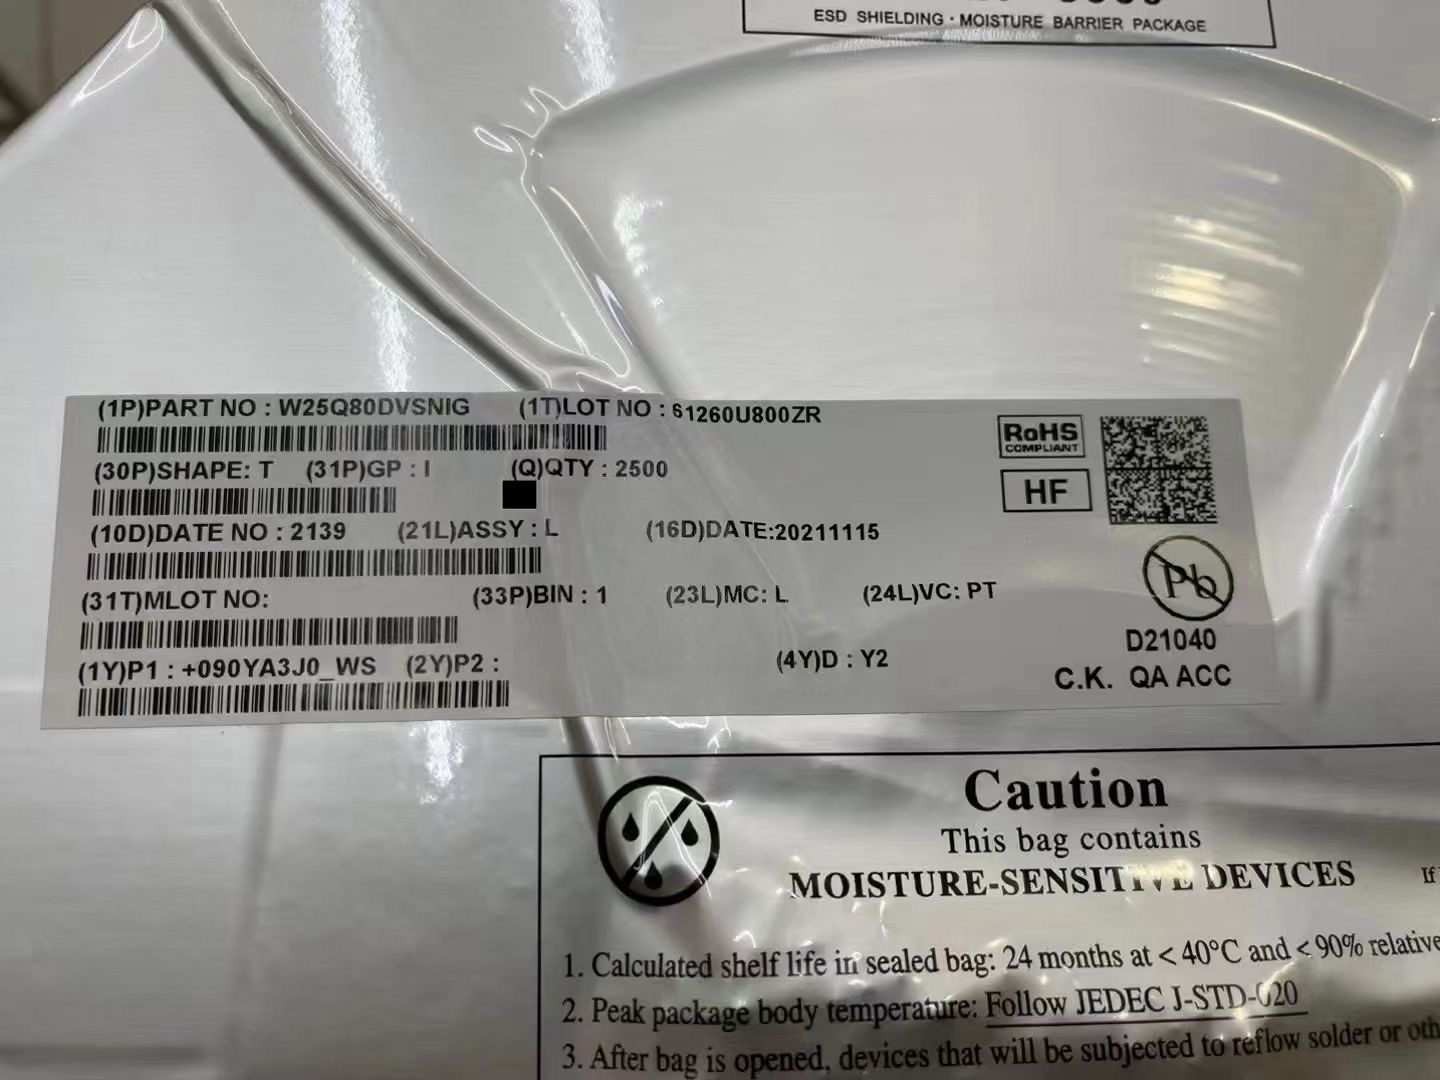 ESD SHIELDING · MOISTURE BARRIER PACKAGE
(1P)PART NO : W25Q80DVSNIG (1T)LOT NO : 61260U800ZR
(30P)SHAPE: T (31P)GP : I (Q)QTY : 2500
(10D)DATE NO : 2139 (21L)ASSY : L (16D)DATE:20211115
(31T)MLOT NO: (33P)BIN : 1 (23L)MC: L (24L)VC: PT
(1Y)P1 : +090YA3J0_WS (2Y)P2 : (4Y)D : Y2
RoHS
COMPLIANT
HF
Pb
D21040
C.K. QA ACC
Caution
This bag contains
MOISTURE-SENSITIVE DEVICES
If
1. Calculated shelf life in sealed bag: 24 months at < 40°C and < 90% relative
2. Peak package body temperature: Follow JEDEC J-STD-020
3. After bag is opened, devices that will be subjected to reflow solder or